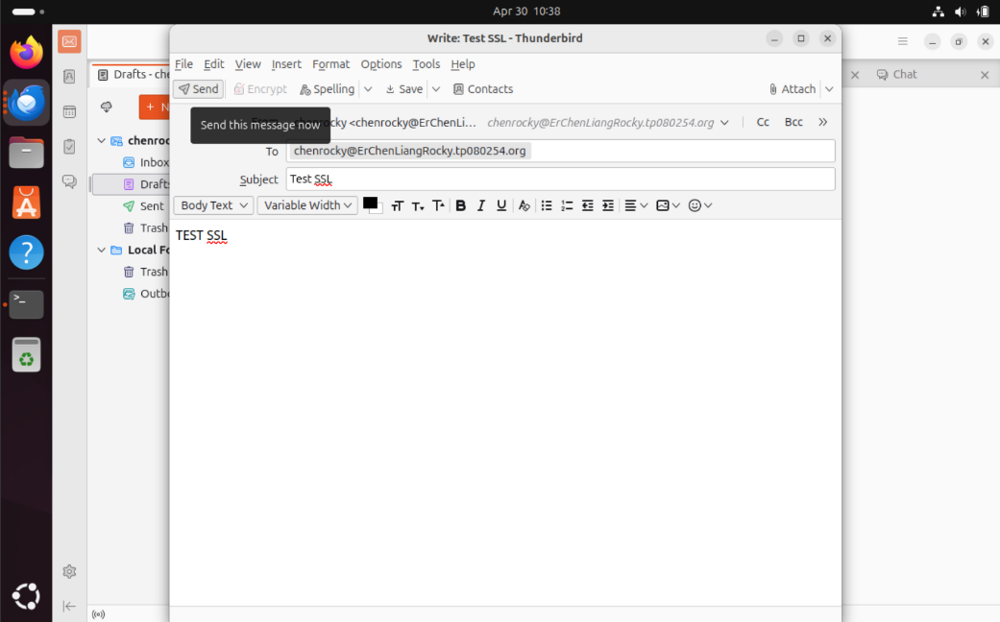 Apr 30 10:38
Write: Test SSL - Thunderbird
File Edit View Insert Format Options Tools Help
Send Encrypt Spelling Save Contacts Attach
Send this message now
<chenrocky@ErChenLi... chenrocky@ErChenLiangRocky.tp080254.org Cc Bcc
To chenrocky@ErChenLiangRocky.tp080254.org
Subject Test SSL
Body Text Variable Width
TEST SSL
Drafts - che
Chat
+ N
chenroc
Inbox
Drafts
Sent
Trash
Local Fo
Trash
Outbo